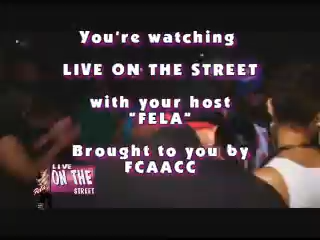 You're watching
LIVE ON THE STREET
with your host
"FELA"
Brought to you by
FCAACC
LIVE
ON THE
STREET